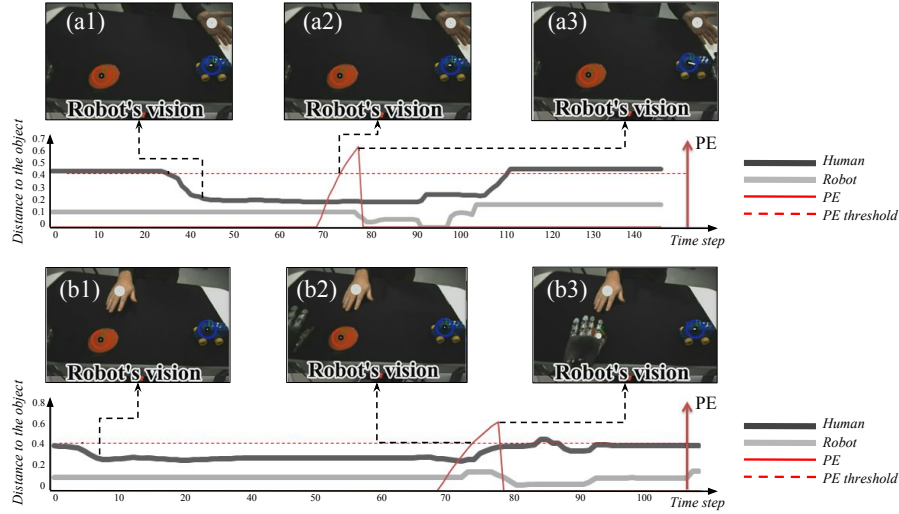 (a1)
(a2)
(a3)
Robot's vision
Robot's vision
Robot's vision
Distance to the object
0.7
0.6
0.5
0.4
0.3
0.2
0.1
0
PE
Human
Robot
PE
PE threshold
0 10 20 30 40 50 60 70 80 90 100 110 120 130 140
Time step
(b1)
(b2)
(b3)
Robot's vision
Robot's vision
Robot's vision
Distance to the object
0.8
0.6
0.4
0.2
0
PE
Human
Robot
PE
PE threshold
0 10 20 30 40 50 60 70 80 90 100
Time step